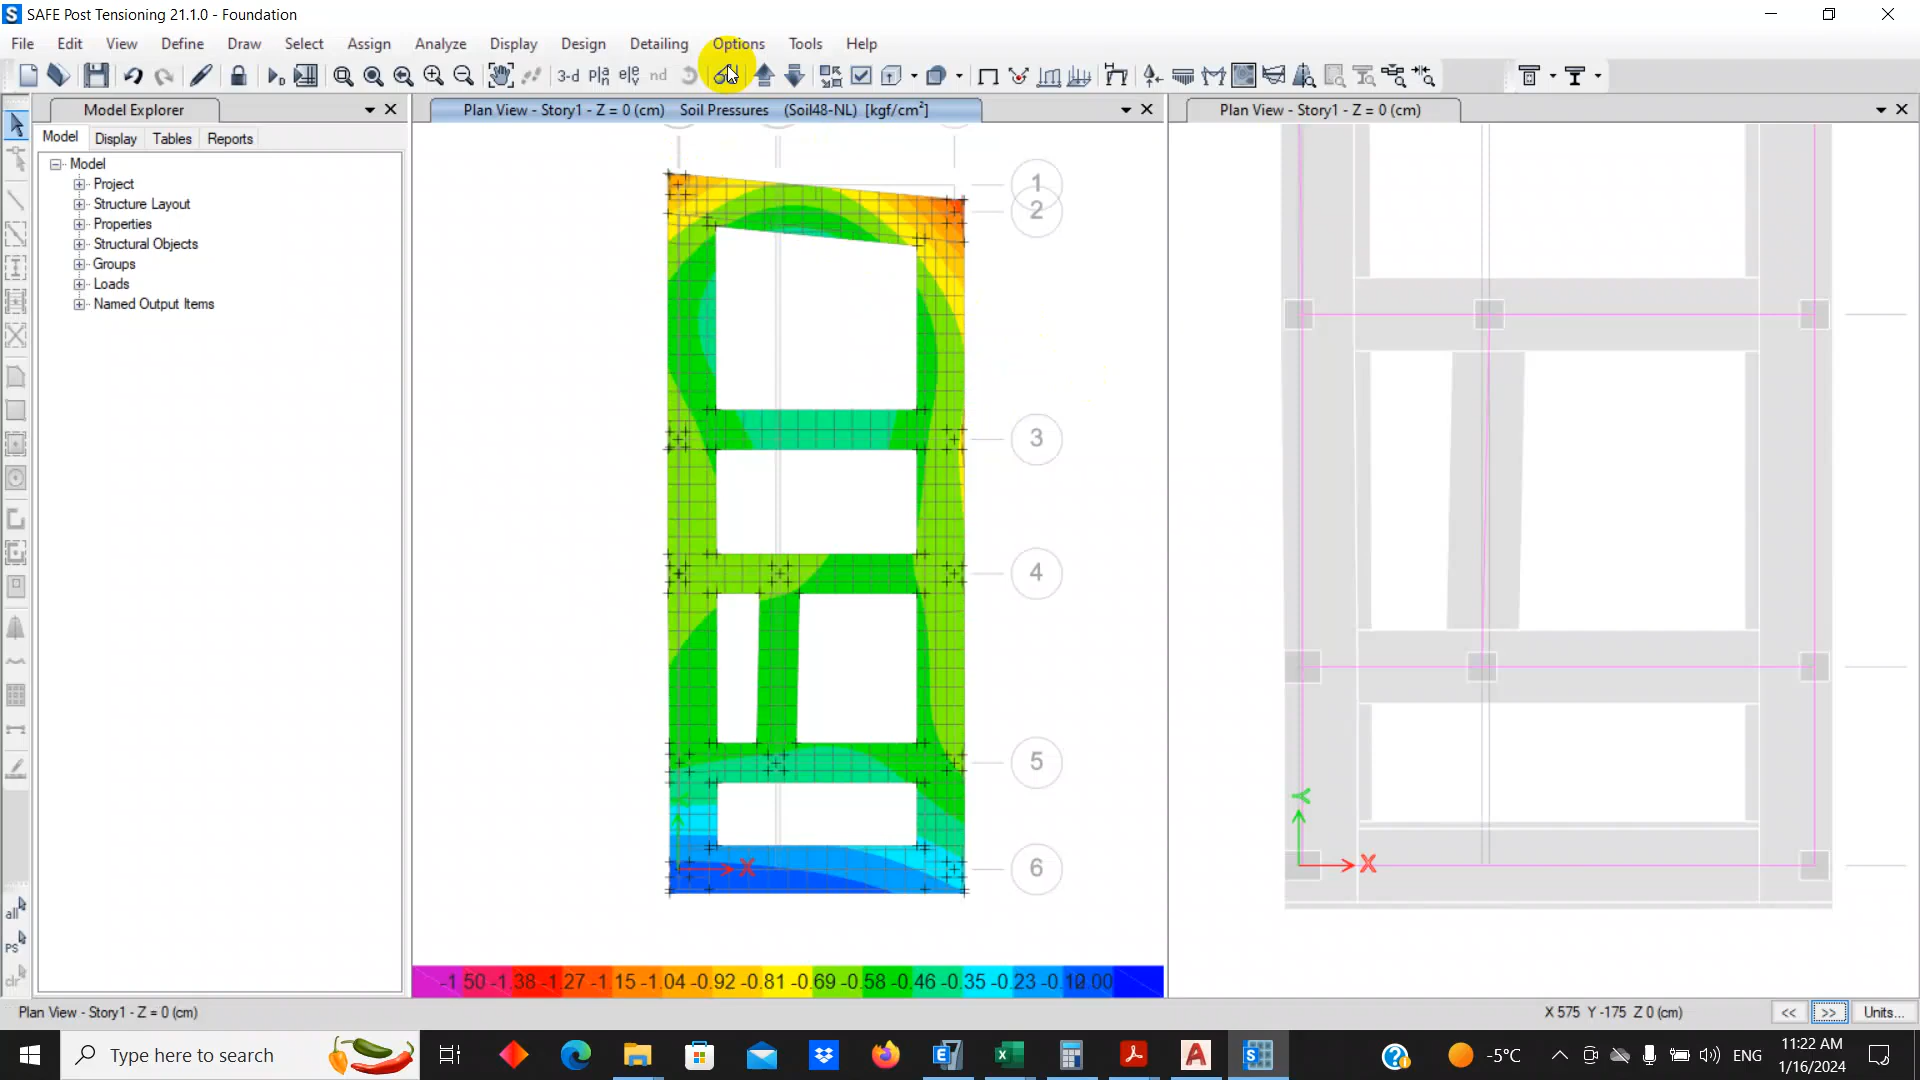 SAFE Post Tensioning 21.1.0 - Foundation
File Edit View Define Draw Select Assign Analyze Display Design Detailing Options Tools Help
3-d nd
Model Explorer
Model Display Tables Reports
Model
Project
Structure Layout
Properties
Structural Objects
Groups
Loads
Named Output Items
all
PS
clr
Plan View - Story1 - Z = 0 (cm) Soil Pressures (Soil48-NL) [kgf/cm²]
1
2
3
4
5
6
X
-1.50 -1.38 -1.27 -1.15 -1.04 -0.92 -0.81 -0.69 -0.58 -0.46 -0.35 -0.23
Plan View - Story1 - Z = 0 (cm)
Y
X
Plan View - Story1 - Z = 0 (cm)
X 575 Y -175 Z 0 (cm)
<< >> Units...
Type here to search
-5°C
ENG
11:22 AM
1/16/2024